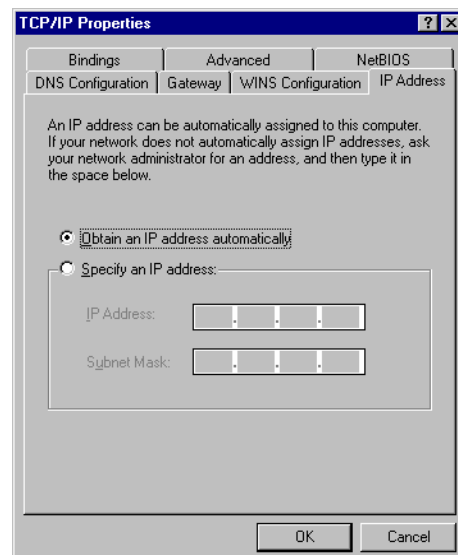 TCP/IP Properties
Bindings Advanced NetBIOS
DNS Configuration Gateway WINS Configuration IP Address
An IP address can be automatically assigned to this computer.
If your network does not automatically assign IP addresses, ask
your network administrator for an address, and then type it in
the space below.
Obtain an IP address automatically
Specify an IP address:
IP Address:
Subnet Mask:
OK Cancel